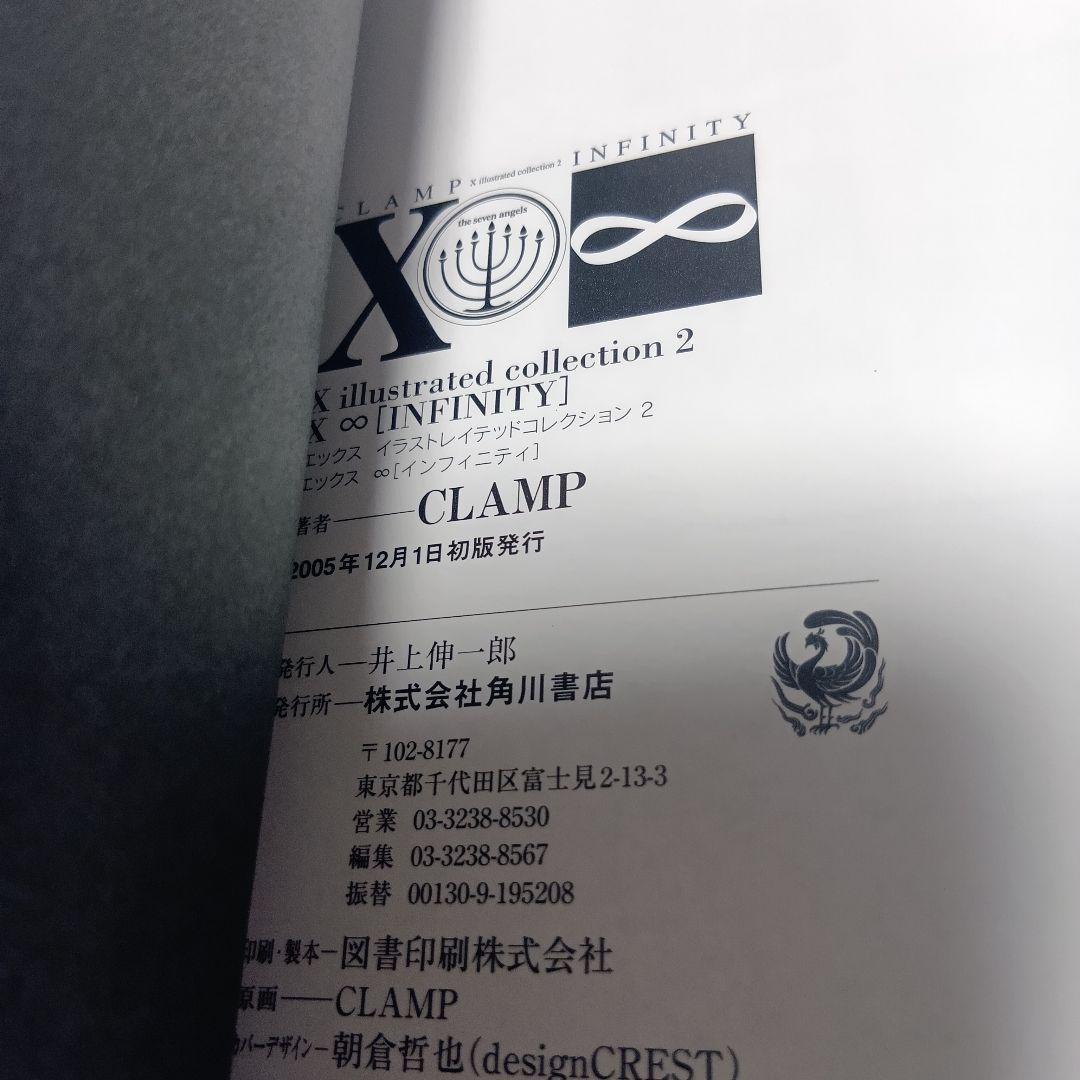 CLAMP X illustrated collection 2 INFINITY
X the seven angels
X illustrated collection 2
X ∞[INFINITY]
エックス イラストレイテッドコレクション 2
エックス ∞[インフィニティ]
著者――CLAMP
2005年12月1日初版発行
発行人―井上伸一郎
発行所―株式会社角川書店
〒102-8177
東京都千代田区富士見2-13-3
営業 03-3238-8530
編集 03-3238-8567
振替 00130-9-195208
印刷・製本―図書印刷株式会社
原画――CLAMP
カバーデザイン―朝倉哲也(designCREST)